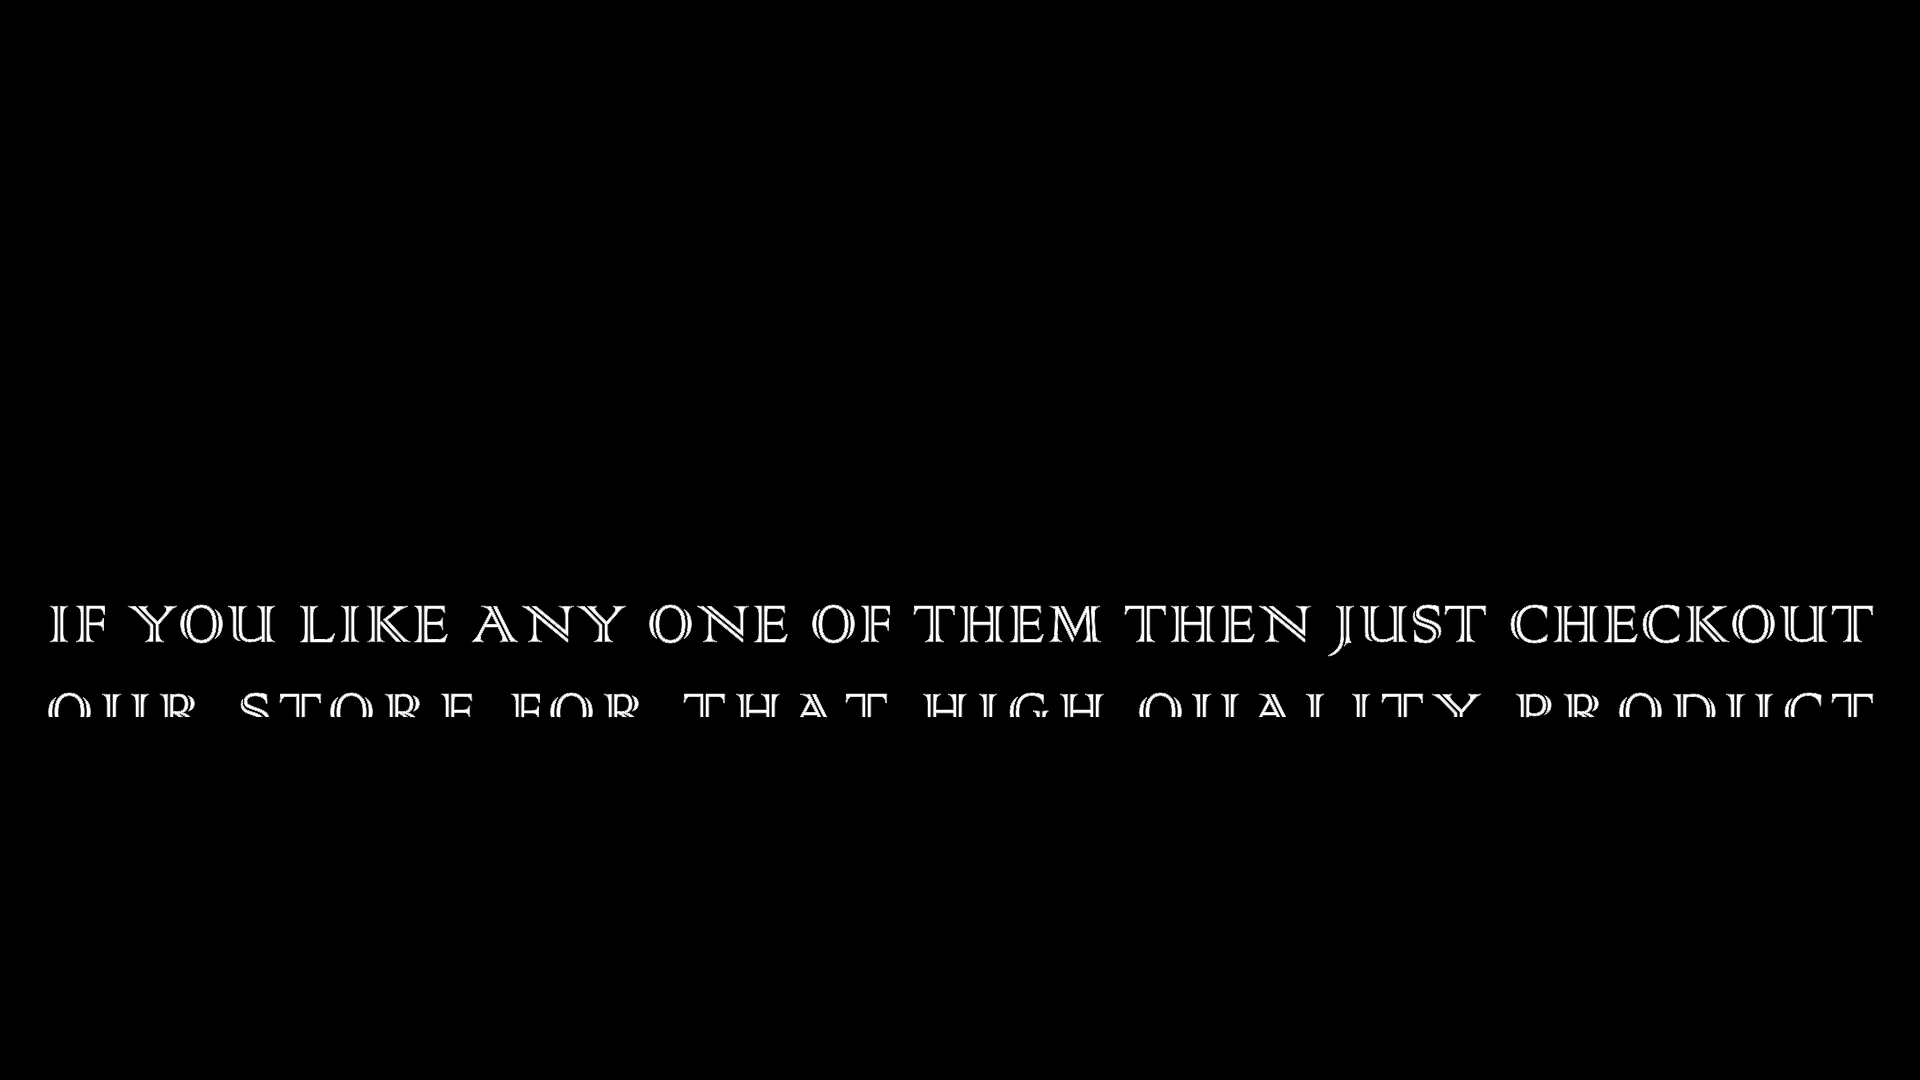 IF YOU LIKE ANY ONE OF THEM THEN JUST CHECKOUT
OUR STORE FOR THAT HIGH QUALITY PRODUCT